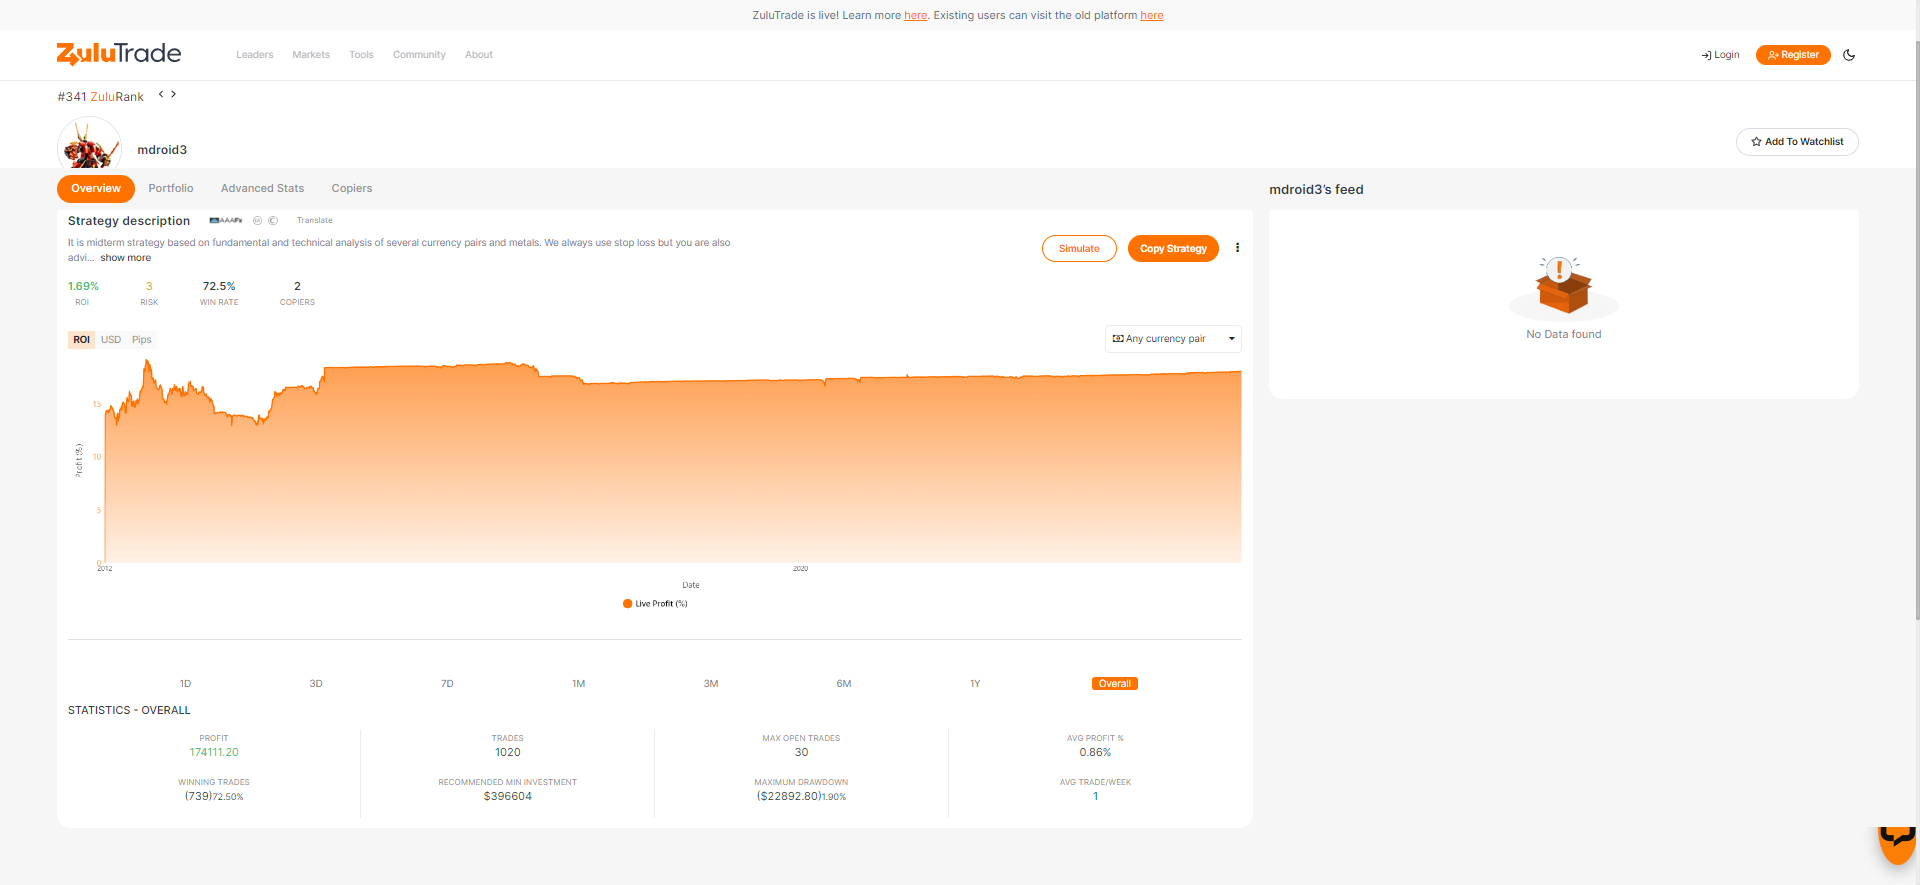 ZuluTrade is live! Learn more here. Existing users can visit the old platform here
ZuluTrade
Leaders Markets Tools Community About
Login Register
#341 ZuluRank
mdroid3
Add To Watchlist
Overview Portfolio Advanced Stats Copiers
mdroid3's feed
Strategy description AAAFx Translate
It is midterm strategy based on fundamental and technical analysis of several currency pairs and metals. We always use stop loss but you are also
advi... show more
Simulate Copy Strategy
1.69% 3 72.5% 2
ROI RISK WIN RATE COPIERS
No Data found
ROI USD Pips
Any currency pair
15
10
5
0
Profit (%)
2012 2020
Date
Live Profit (%)
1D 3D 7D 1M 3M 6M 1Y Overall
STATISTICS - OVERALL
PROFIT TRADES MAX OPEN TRADES AVG PROFIT %
174111.20 1020 30 0.86%
WINNING TRADES RECOMMENDED MIN INVESTMENT MAXIMUM DRAWDOWN AVG TRADE/WEEK
(739)72.50% $396604 ($22892.80)1.90% 1